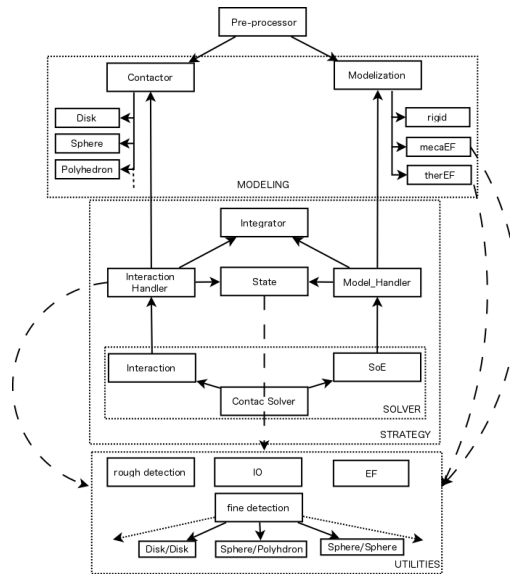 Pre-processor
Contactor
Modelization
Disk
Sphere
Polyhedron
rigid
mecaEF
therEF
MODELING
Integrator
Interaction
Handler
State
Model_Handler
Interaction
SoE
Contac Solver
SOLVER
STRATEGY
rough detection
IO
EF
fine detection
Disk/Disk
Sphere/Polyhdron
Sphere/Sphere
UTILITIES